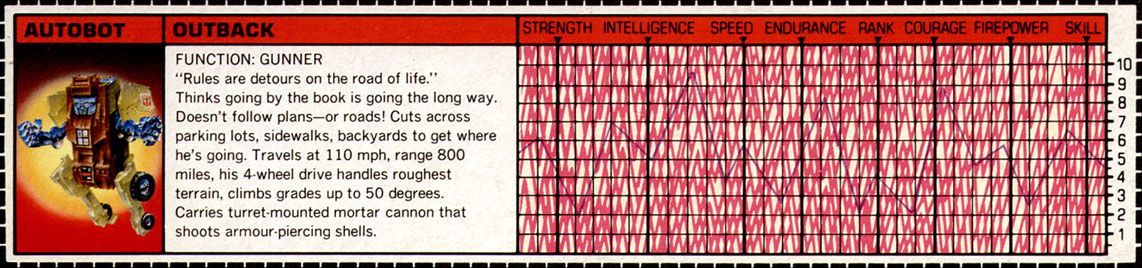 AUTOBOT
OUTBACK
STRENGTH INTELLIGENCE SPEED ENDURANCE RANK COURAGE FIREPOWER SKILL
FUNCTION: GUNNER
"Rules are detours on the road of life."
Thinks going by the book is going the long way.
Doesn't follow plans—or roads! Cuts across
parking lots, sidewalks, backyards to get where
he's going. Travels at 110 mph, range 800
miles, his 4-wheel drive handles roughest
terrain, climbs grades up to 50 degrees.
Carries turret-mounted mortar cannon that
shoots armour-piercing shells.
10
9
8
7
6
5
4
3
2
1